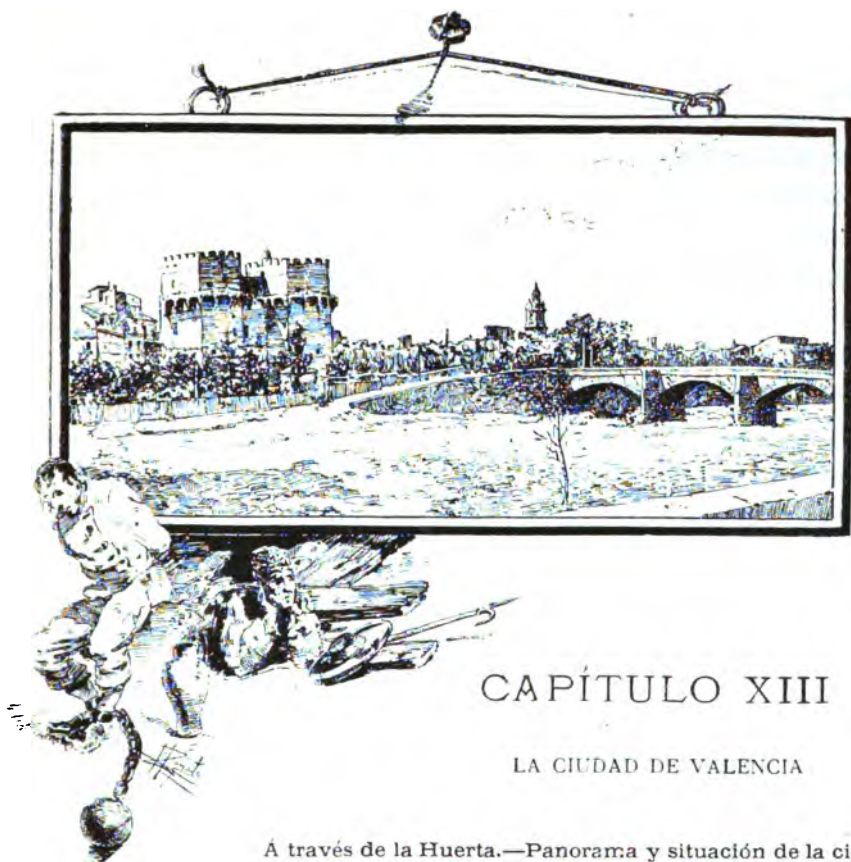 CAPÍTULO XIII
LA CIUDAD DE VALENCIA
Á través de la Huerta.—Panorama y situación de la ci